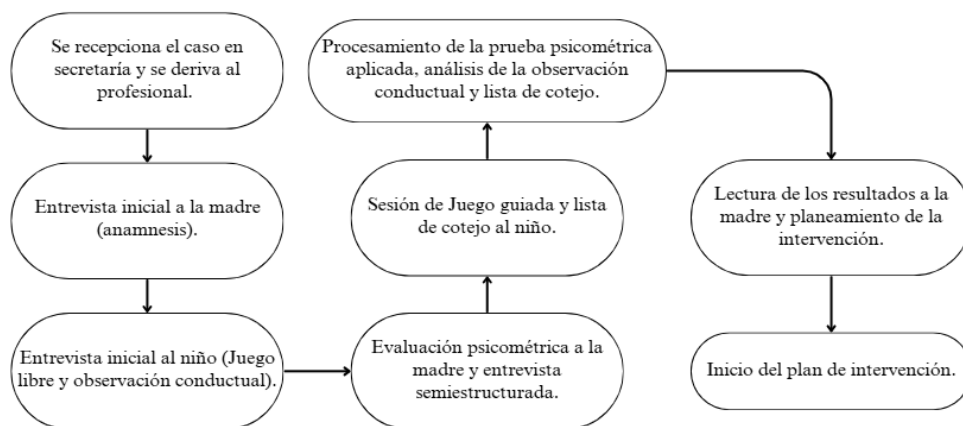 Se recepciona el caso en
secretaría y se deriva al
profesional.
Entrevista inicial a la madre
(anamnesis).
Entrevista inicial al niño (Juego
libre y observación conductual).
Evaluación psicométrica a la
madre y entrevista
semiestructurada.
Sesión de Juego guiada y lista
de cotejo al niño.
Procesamiento de la prueba psicométrica
aplicada, análisis de la observación
conductual y lista de cotejo.
Lectura de los resultados a la
madre y planeamiento de la
intervención.
Inicio del plan de intervención.